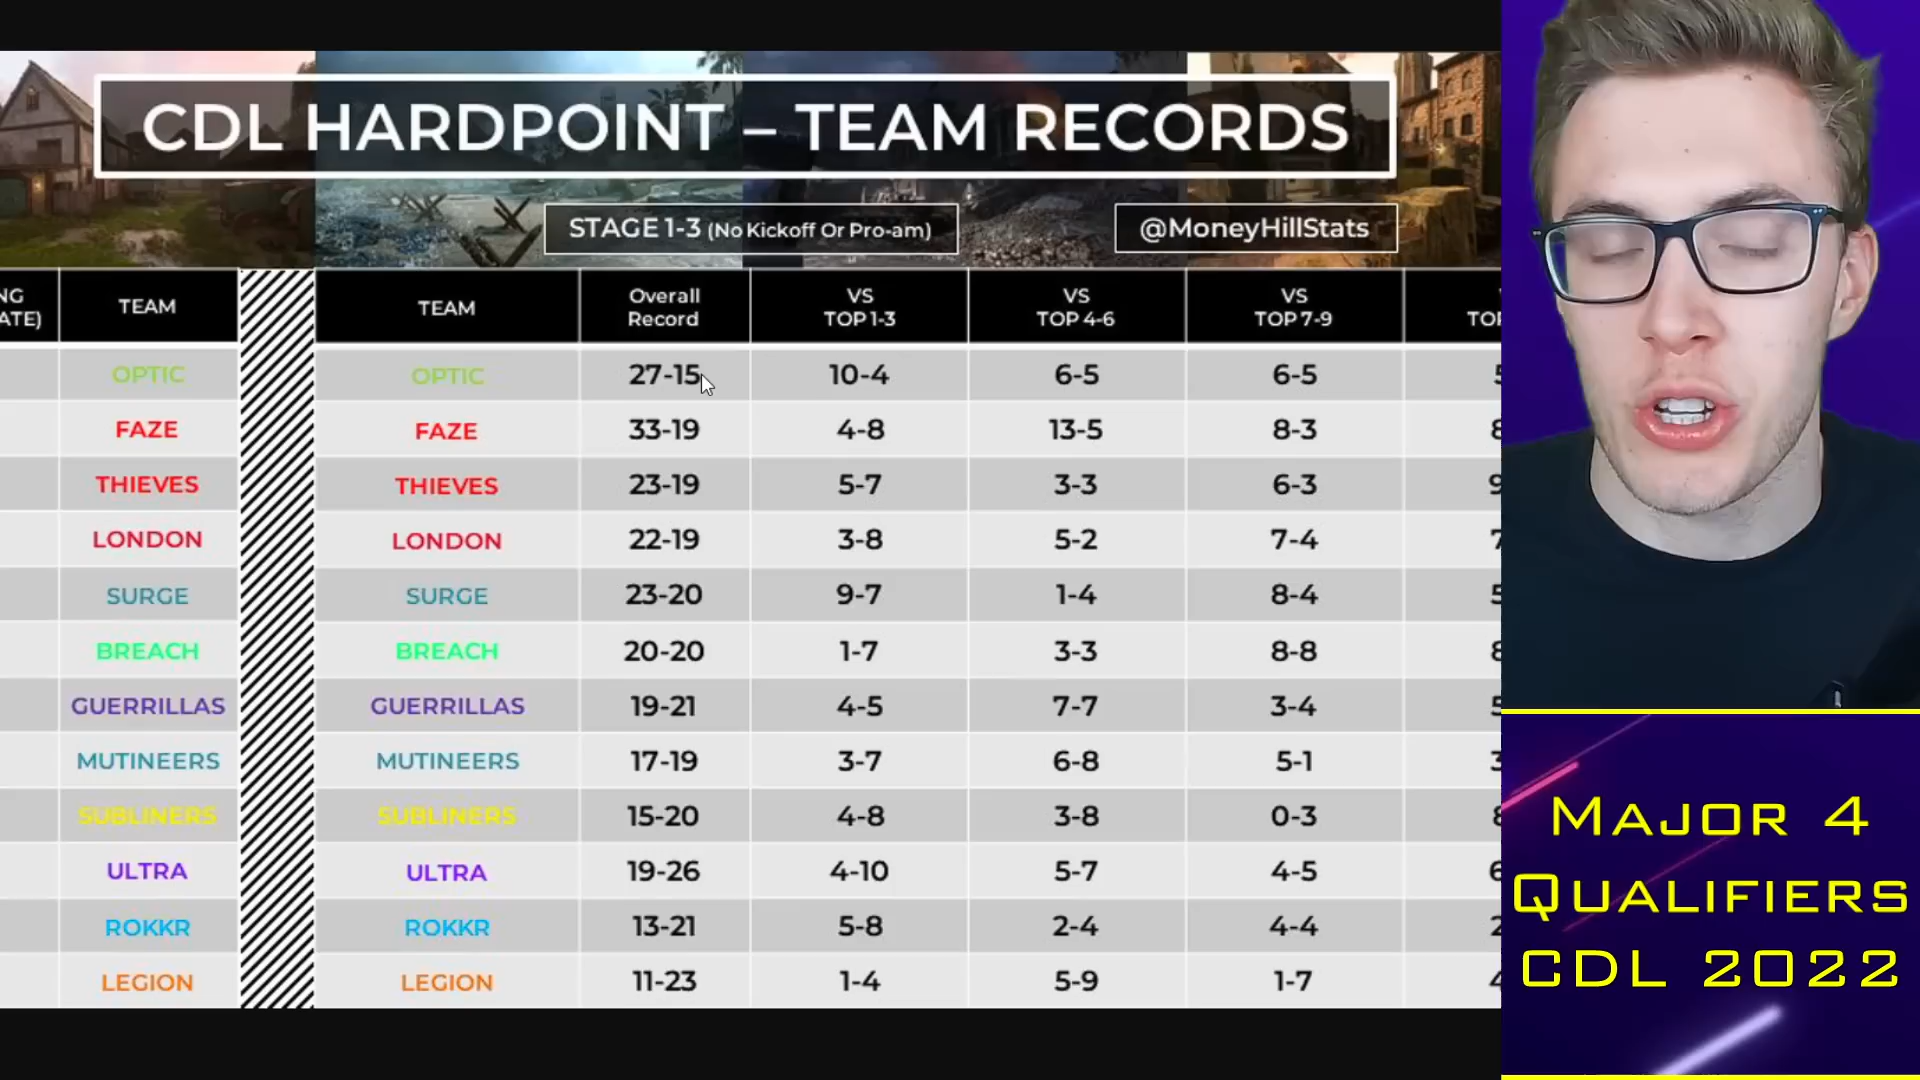 CDL HARDPOINT – TEAM RECORDS
STAGE 1-3 (No Kickoff Or Pro-am)
@MoneyHillStats
TEAM
TEAM
Overall Record
VS TOP 1-3
VS TOP 4-6
VS TOP 7-9
OPTIC OPTIC 27-15 10-4 6-5 6-5
FAZE FAZE 33-19 4-8 13-5 8-3
THIEVES THIEVES 23-19 5-7 3-3 6-3
LONDON LONDON 22-19 3-8 5-2 7-4
SURGE SURGE 23-20 9-7 1-4 8-4
BREACH BREACH 20-20 1-7 3-3 8-8
GUERRILLAS GUERRILLAS 19-21 4-5 7-7 3-4
MUTINEERS MUTINEERS 17-19 3-7 6-8 5-1
SUBLINERS SUBLINERS 15-20 4-8 3-8 0-3
ULTRA ULTRA 19-26 4-10 5-7 4-5
ROKKR ROKKR 13-21 5-8 2-4 4-4
LEGION LEGION 11-23 1-4 5-9 1-7
MAJOR 4
QUALIFIERS
CDL 2022